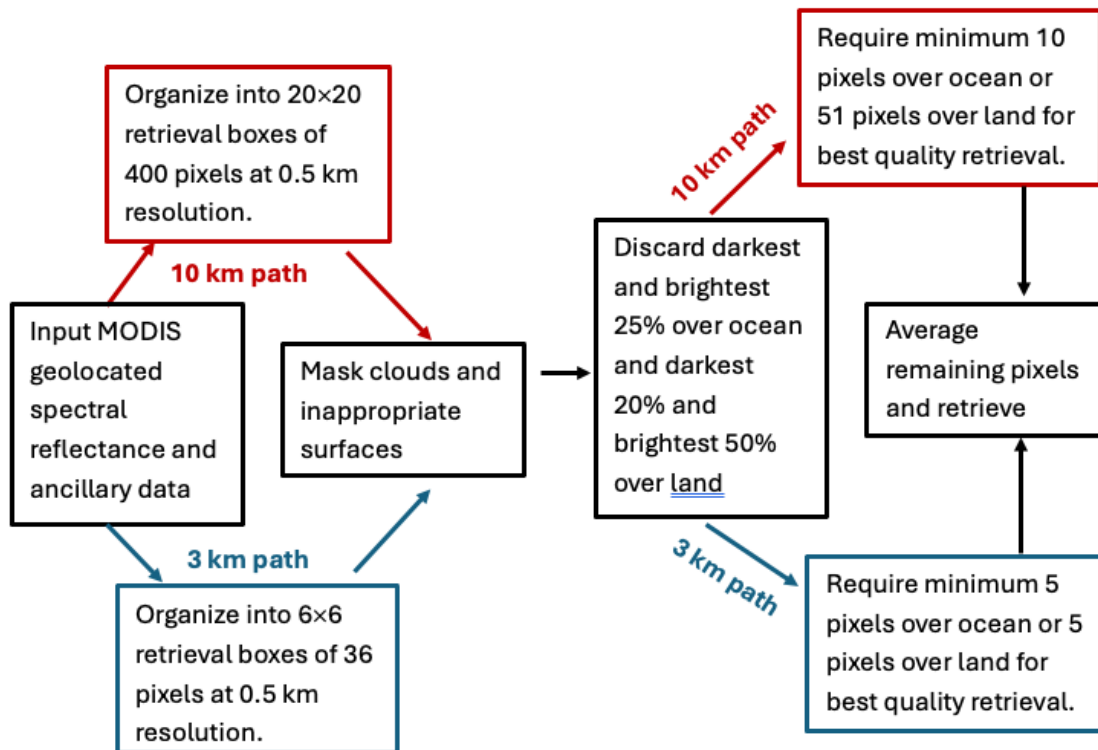 Input MODIS
geolocated
spectral
reflectance and
ancillary data
10 km path
Organize into 20×20
retrieval boxes of
400 pixels at 0.5 km
resolution.
3 km path
Organize into 6×6
retrieval boxes of 36
pixels at 0.5 km
resolution.
Mask clouds and
inappropriate
surfaces
Discard darkest
and brightest
25% over ocean
and darkest
20% and
brightest 50%
over land
10 km path
Require minimum 10
pixels over ocean or
51 pixels over land for
best quality retrieval.
3 km path
Require minimum 5
pixels over ocean or 5
pixels over land for
best quality retrieval.
Average
remaining pixels
and retrieve